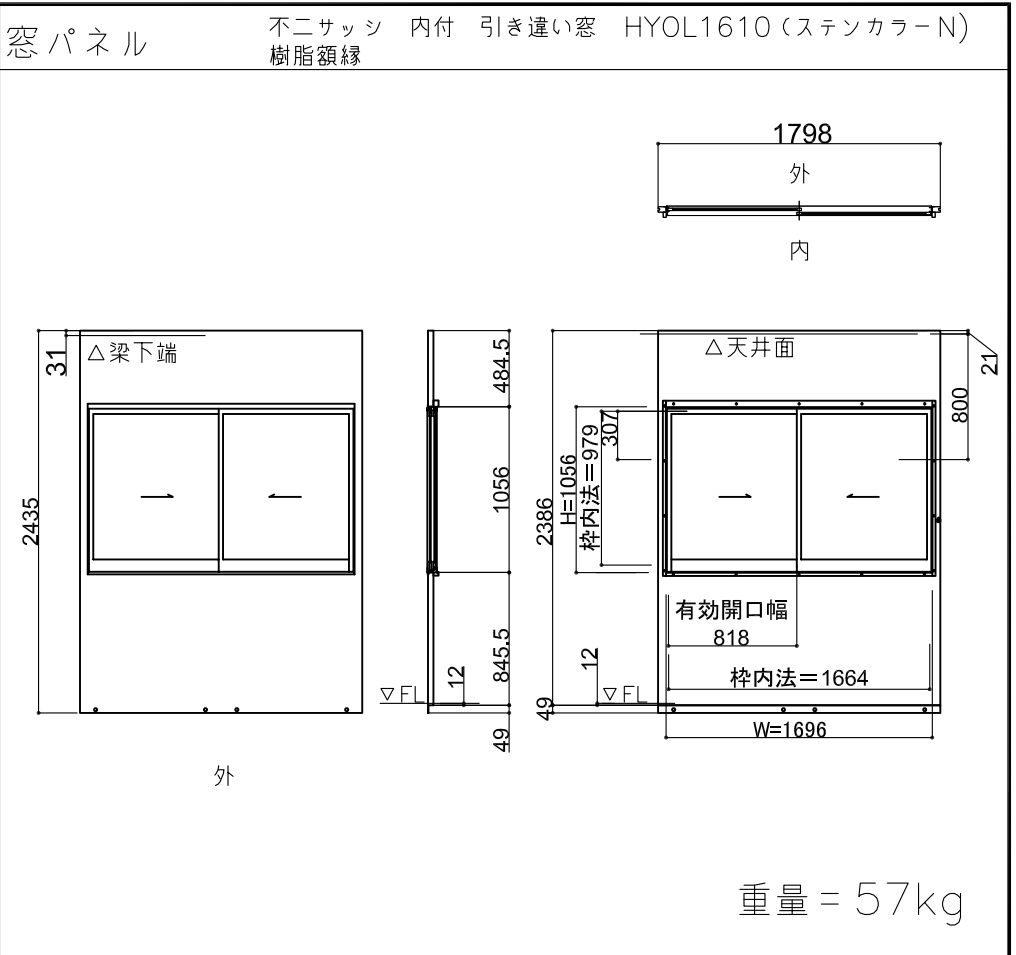 窓パネル
不二サッシ 内付 引き違い窓 HYOL1610(ステンカラーN)
樹脂額縁
1798
外
内
31
△梁下端
2435
外
484.5
1056
845.5
12
▽FL
49
△天井面
21
800
307
枠内法=979
H=1056
2386
有効開口幅
818
枠内法=1664
12
▽FL
49
W=1696
重量=57kg